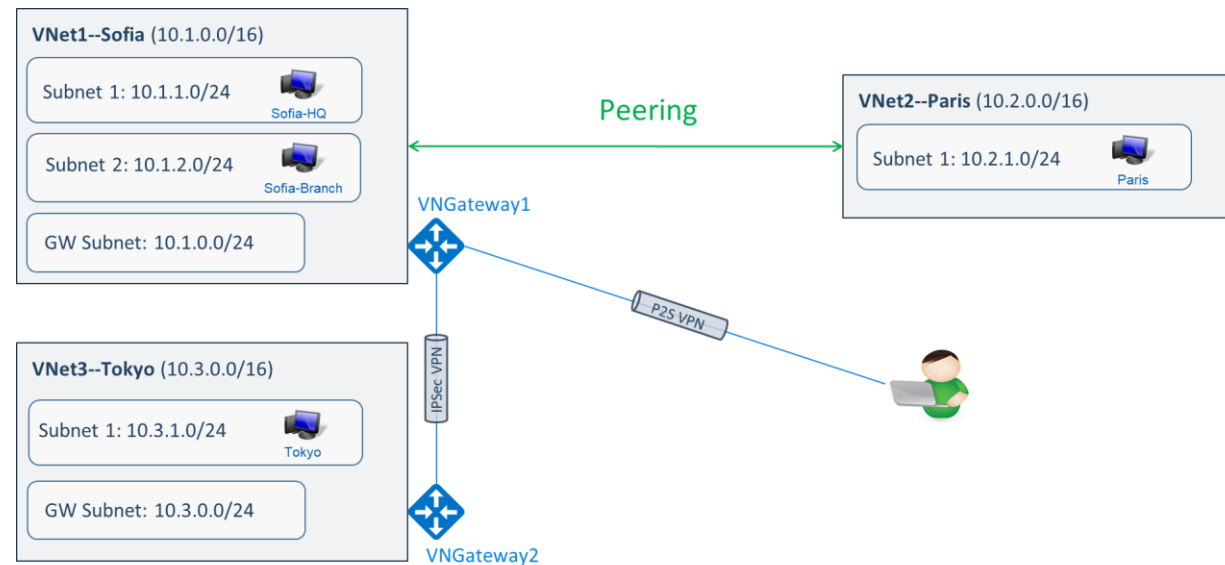 VNet1--Sofia (10.1.0.0/16)
Subnet 1: 10.1.1.0/24
Sofia-HQ
Subnet 2: 10.1.2.0/24
Sofia-Branch
GW Subnet: 10.1.0.0/24
Peering
VNet2--Paris (10.2.0.0/16)
Subnet 1: 10.2.1.0/24
Paris
VNGateway1
P2S VPN
IPSec VPN
VNet3--Tokyo (10.3.0.0/16)
Subnet 1: 10.3.1.0/24
Tokyo
GW Subnet: 10.3.0.0/24
VNGateway2